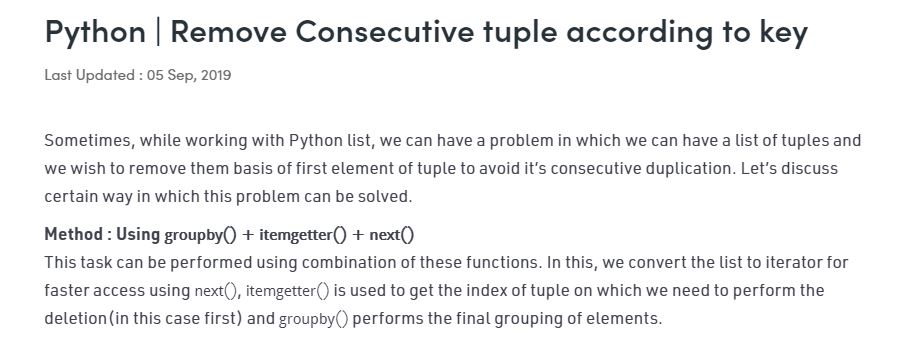 Python | Remove Consecutive tuple according to key
Last Updated : 05 Sep, 2019
Sometimes, while working with Python list, we can have a problem in which we can have a list of tuples and
we wish to remove them basis of first element of tuple to avoid it's consecutive duplication. Let's discuss
certain way in which this problem can be solved.
Method : Using groupby() + itemgetter() + next()
This task can be performed using combination of these functions. In this, we convert the list to iterator for
faster access using next(), itemgetter() is used to get the index of tuple on which we need to perform the
deletion(in this case first) and groupby() performs the final grouping of elements.